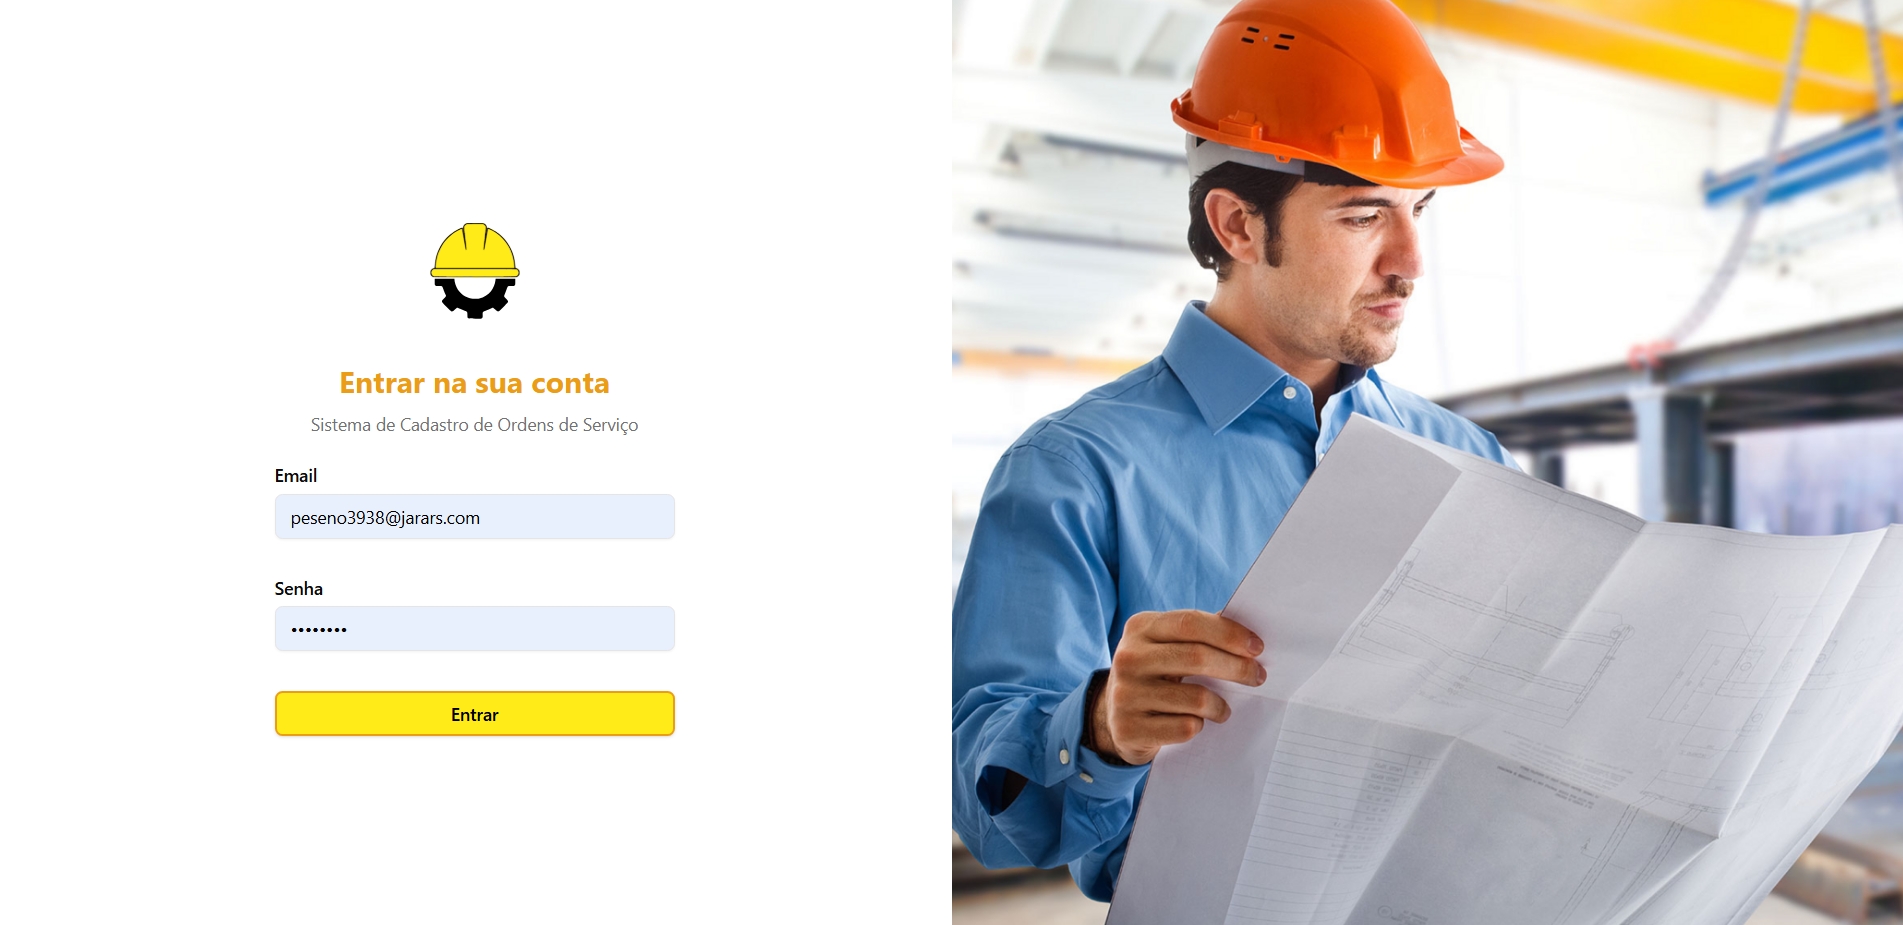 Entrar na sua conta
Sistema de Cadastro de Ordens de Serviço
Email
peseno3938@jarars.com
Senha
••••••••
Entrar